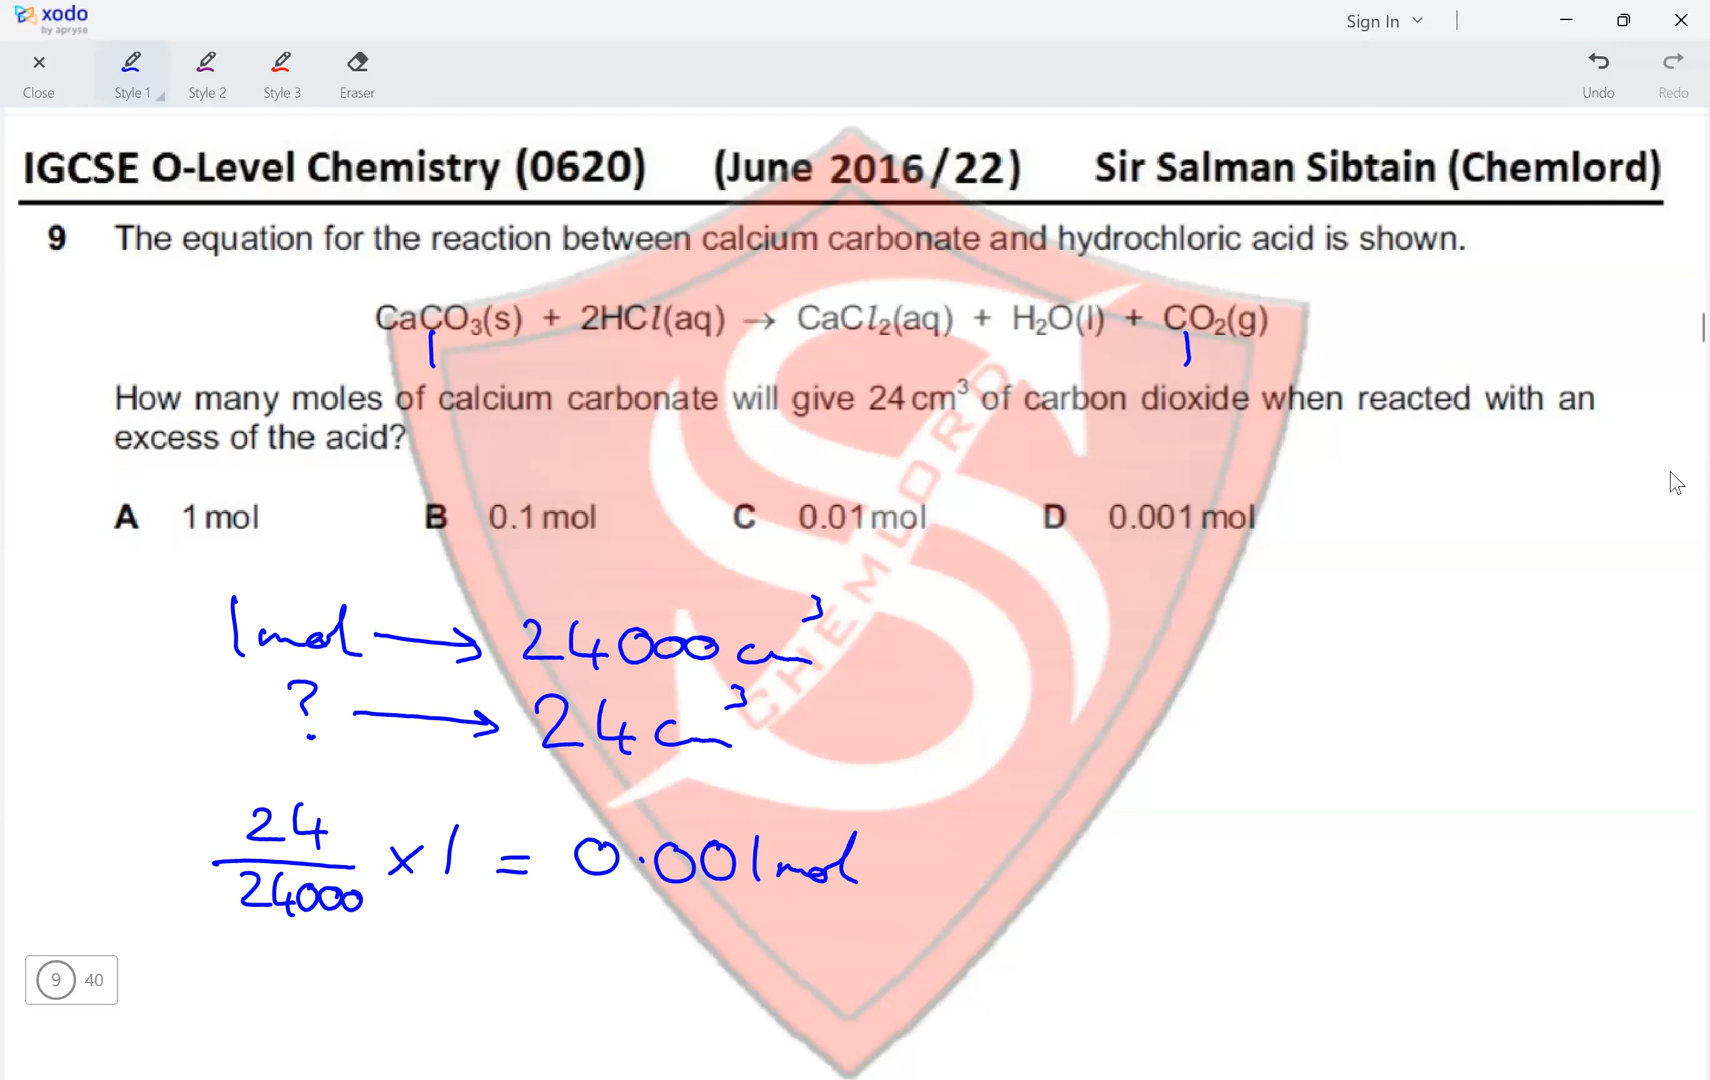 xodo
by apryse
Sign In
Close
Style 1
Style 2
Style 3
Eraser
Undo
Redo
IGCSE O-Level Chemistry (0620) (June 2016/22) Sir Salman Sibtain (Chemlord)
9 The equation for the reaction between calcium carbonate and hydrochloric acid is shown.
CaCO₃(s) + 2HCl(aq) → CaCl₂(aq) + H₂O(l) + CO₂(g)
1 1
How many moles of calcium carbonate will give 24 cm³ of carbon dioxide when reacted with an
excess of the acid?
A 1 mol B 0.1 mol C 0.01 mol D 0.001 mol
CHEMLORD
1 mol → 24000 cm³
? → 24 cm³
24
24000 × 1 = 0.001 mol
9 40